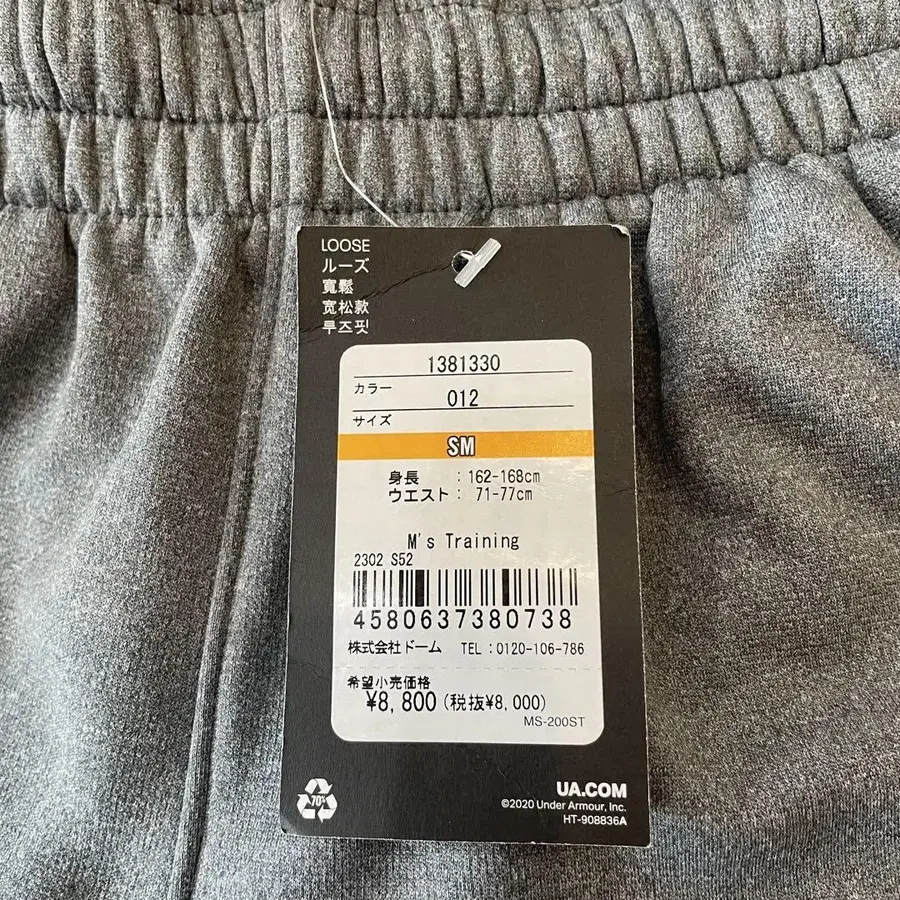 LOOSE
ルーズ
寬鬆
宽松款
루즈핏
1381330
カラー
012
サイズ
SM
身長 : 162-168cm
ウエスト : 71-77cm
M's Training
2302 S52
4580637380738
株式会社ドーム TEL:0120-106-786
希望小売価格
¥8,800(税抜¥8,000)
MS-200ST
70%
UA.COM
©2020 Under Armour, Inc.
HT-908836A